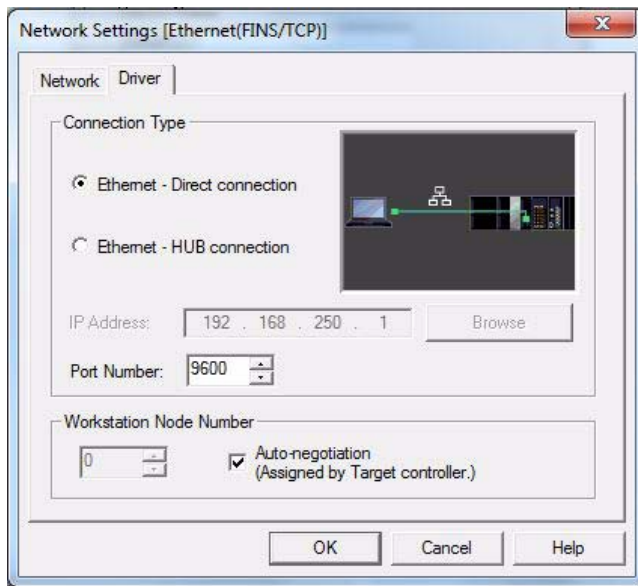 Network Settings [Ethernet(FINS/TCP)]
Network Driver
Connection Type
Ethernet - Direct connection
Ethernet - HUB connection
IP Address: 192 . 168 . 250 . 1 Browse
Port Number: 9600
Workstation Node Number
0
Auto-negotiation
(Assigned by Target controller.)
OK Cancel Help